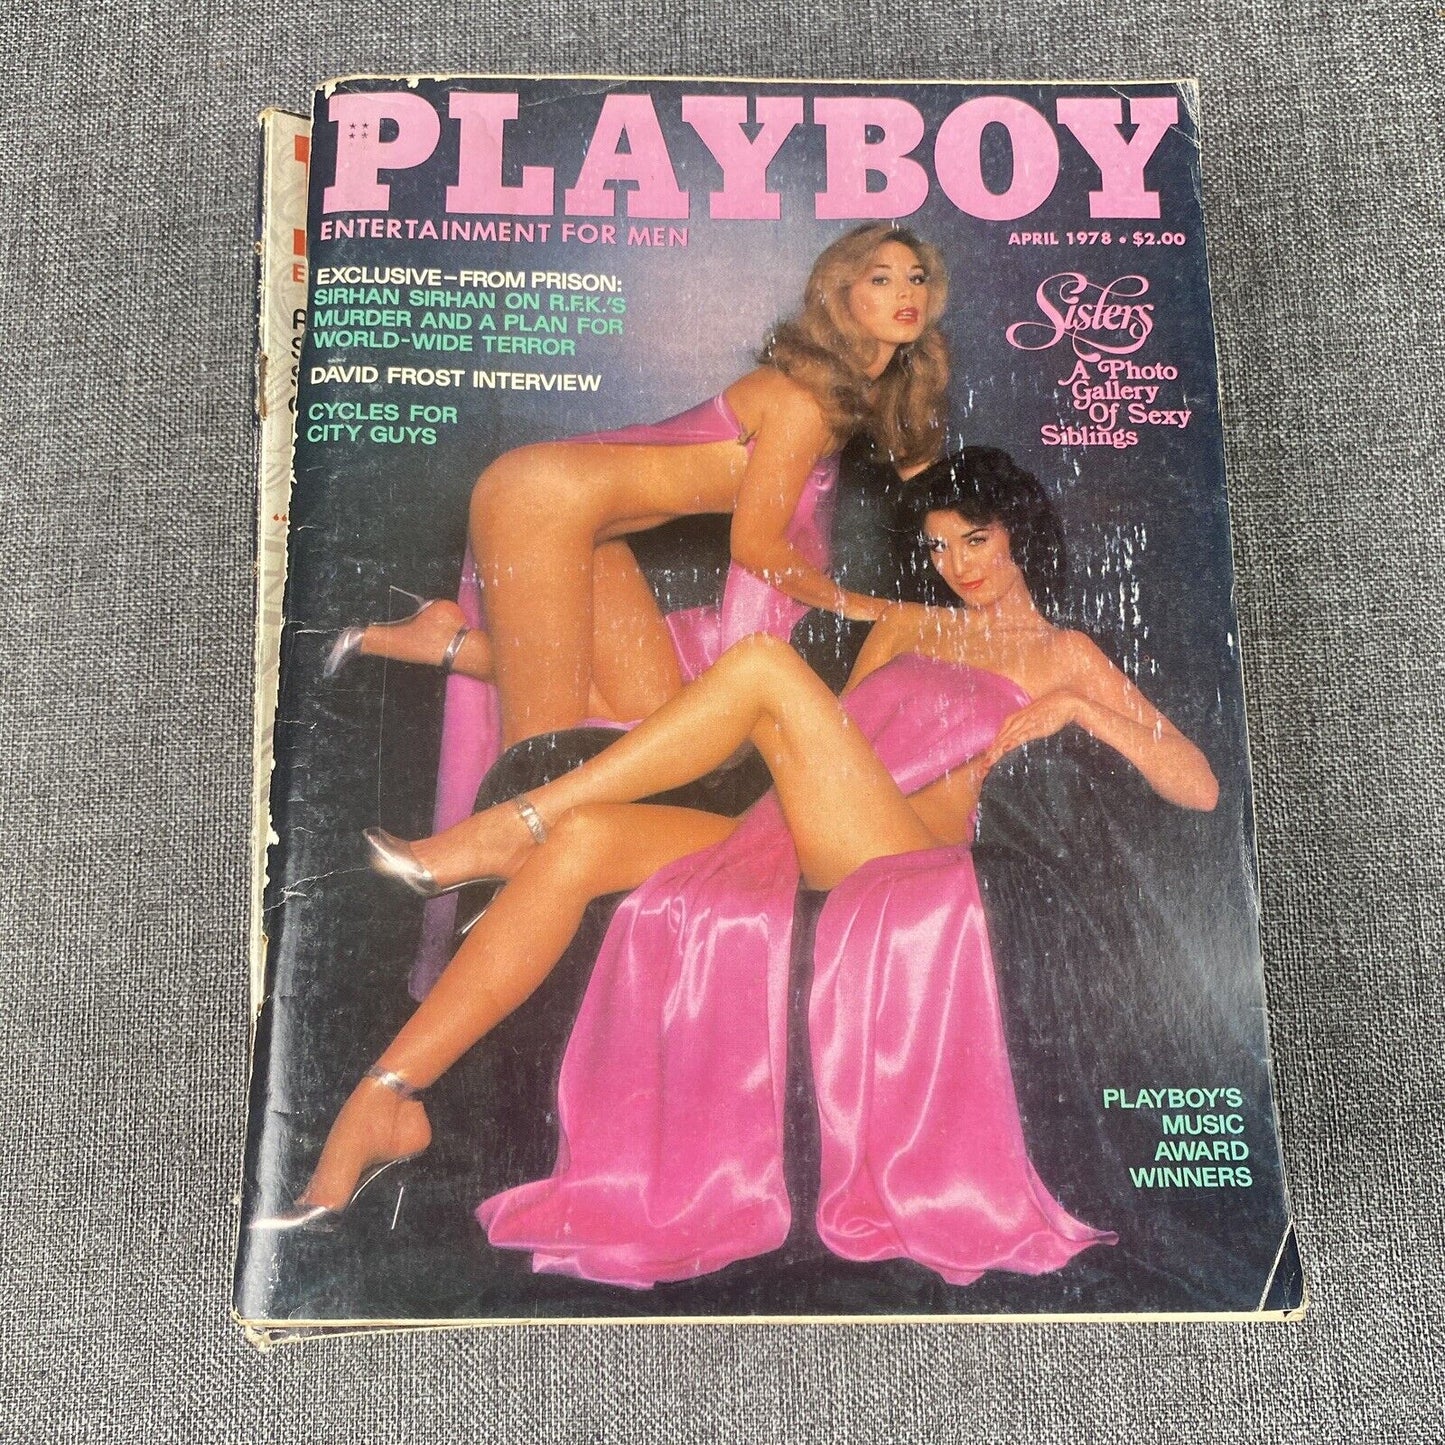 PLAYBOY
ENTERTAINMENT FOR MEN
APRIL 1978 • $2.00
EXCLUSIVE–FROM PRISON:
SIRHAN SIRHAN ON R.F.K.'S
MURDER AND A PLAN FOR
WORLD-WIDE TERROR
DAVID FROST INTERVIEW
CYCLES FOR
CITY GUYS
Sisters
A Photo
Gallery
Of Sexy
Siblings
PLAYBOY'S
MUSIC
AWARD
WINNERS